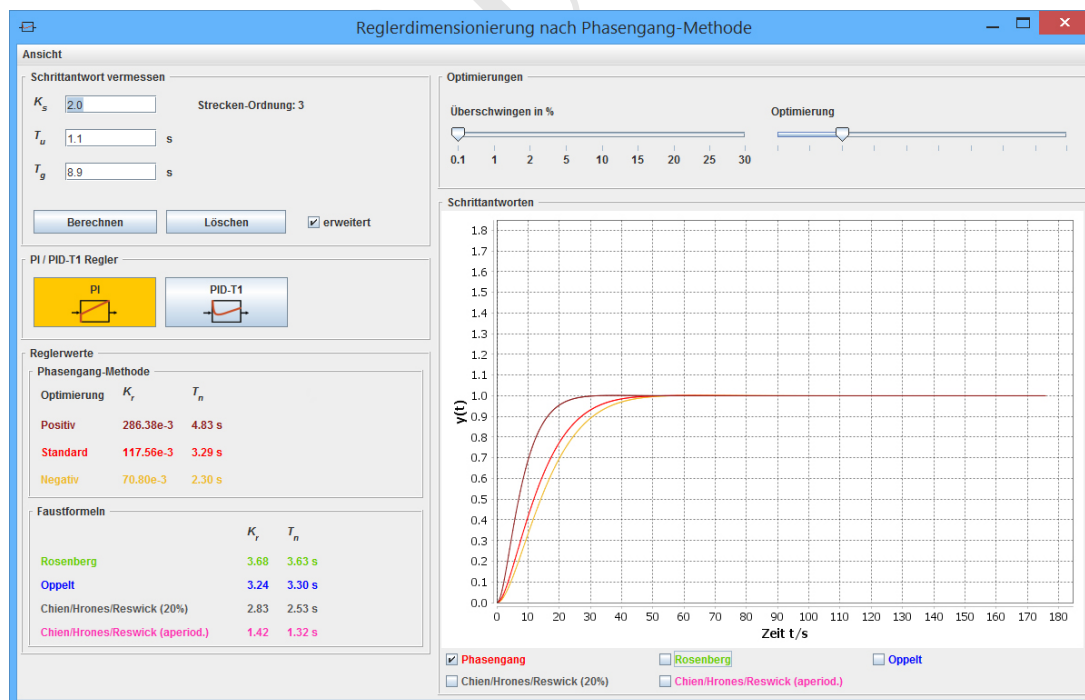 Reglerdimensionierung nach Phasengang-Methode
Ansicht
Schrittantwort vermessen
K_s 2.0 Strecken-Ordnung: 3
T_u 1.1 s
T_g 8.9 s
Berechnen Löschen erweitert
PI / PID-T1 Regler
PI PID-T1
Reglerwerte
Phasengang-Methode
Optimierung K_r T_n
Positiv 286.38e-3 4.83 s
Standard 117.56e-3 3.29 s
Negativ 70.80e-3 2.30 s
Faustformeln
K_r T_n
Rosenberg 3.68 3.63 s
Oppelt 3.24 3.30 s
Chien/Hrones/Reswick (20%) 2.83 2.53 s
Chien/Hrones/Reswick (aperiod.) 1.42 1.32 s
Optimierungen
Überschwingen in % Optimierung
0.1 1 2 5 10 15 20 25 30
Schrittantworten
1.8
1.7
1.6
1.5
1.4
1.3
1.2
1.1
1.0
0.9
0.8
0.7
0.6
0.5
0.4
0.3
0.2
0.1
0.0
y(t)
0 10 20 30 40 50 60 70 80 90 100 110 120 130 140 150 160 170 180
Zeit t/s
Phasengang Rosenberg Oppelt
Chien/Hrones/Reswick (20%) Chien/Hrones/Reswick (aperiod.)